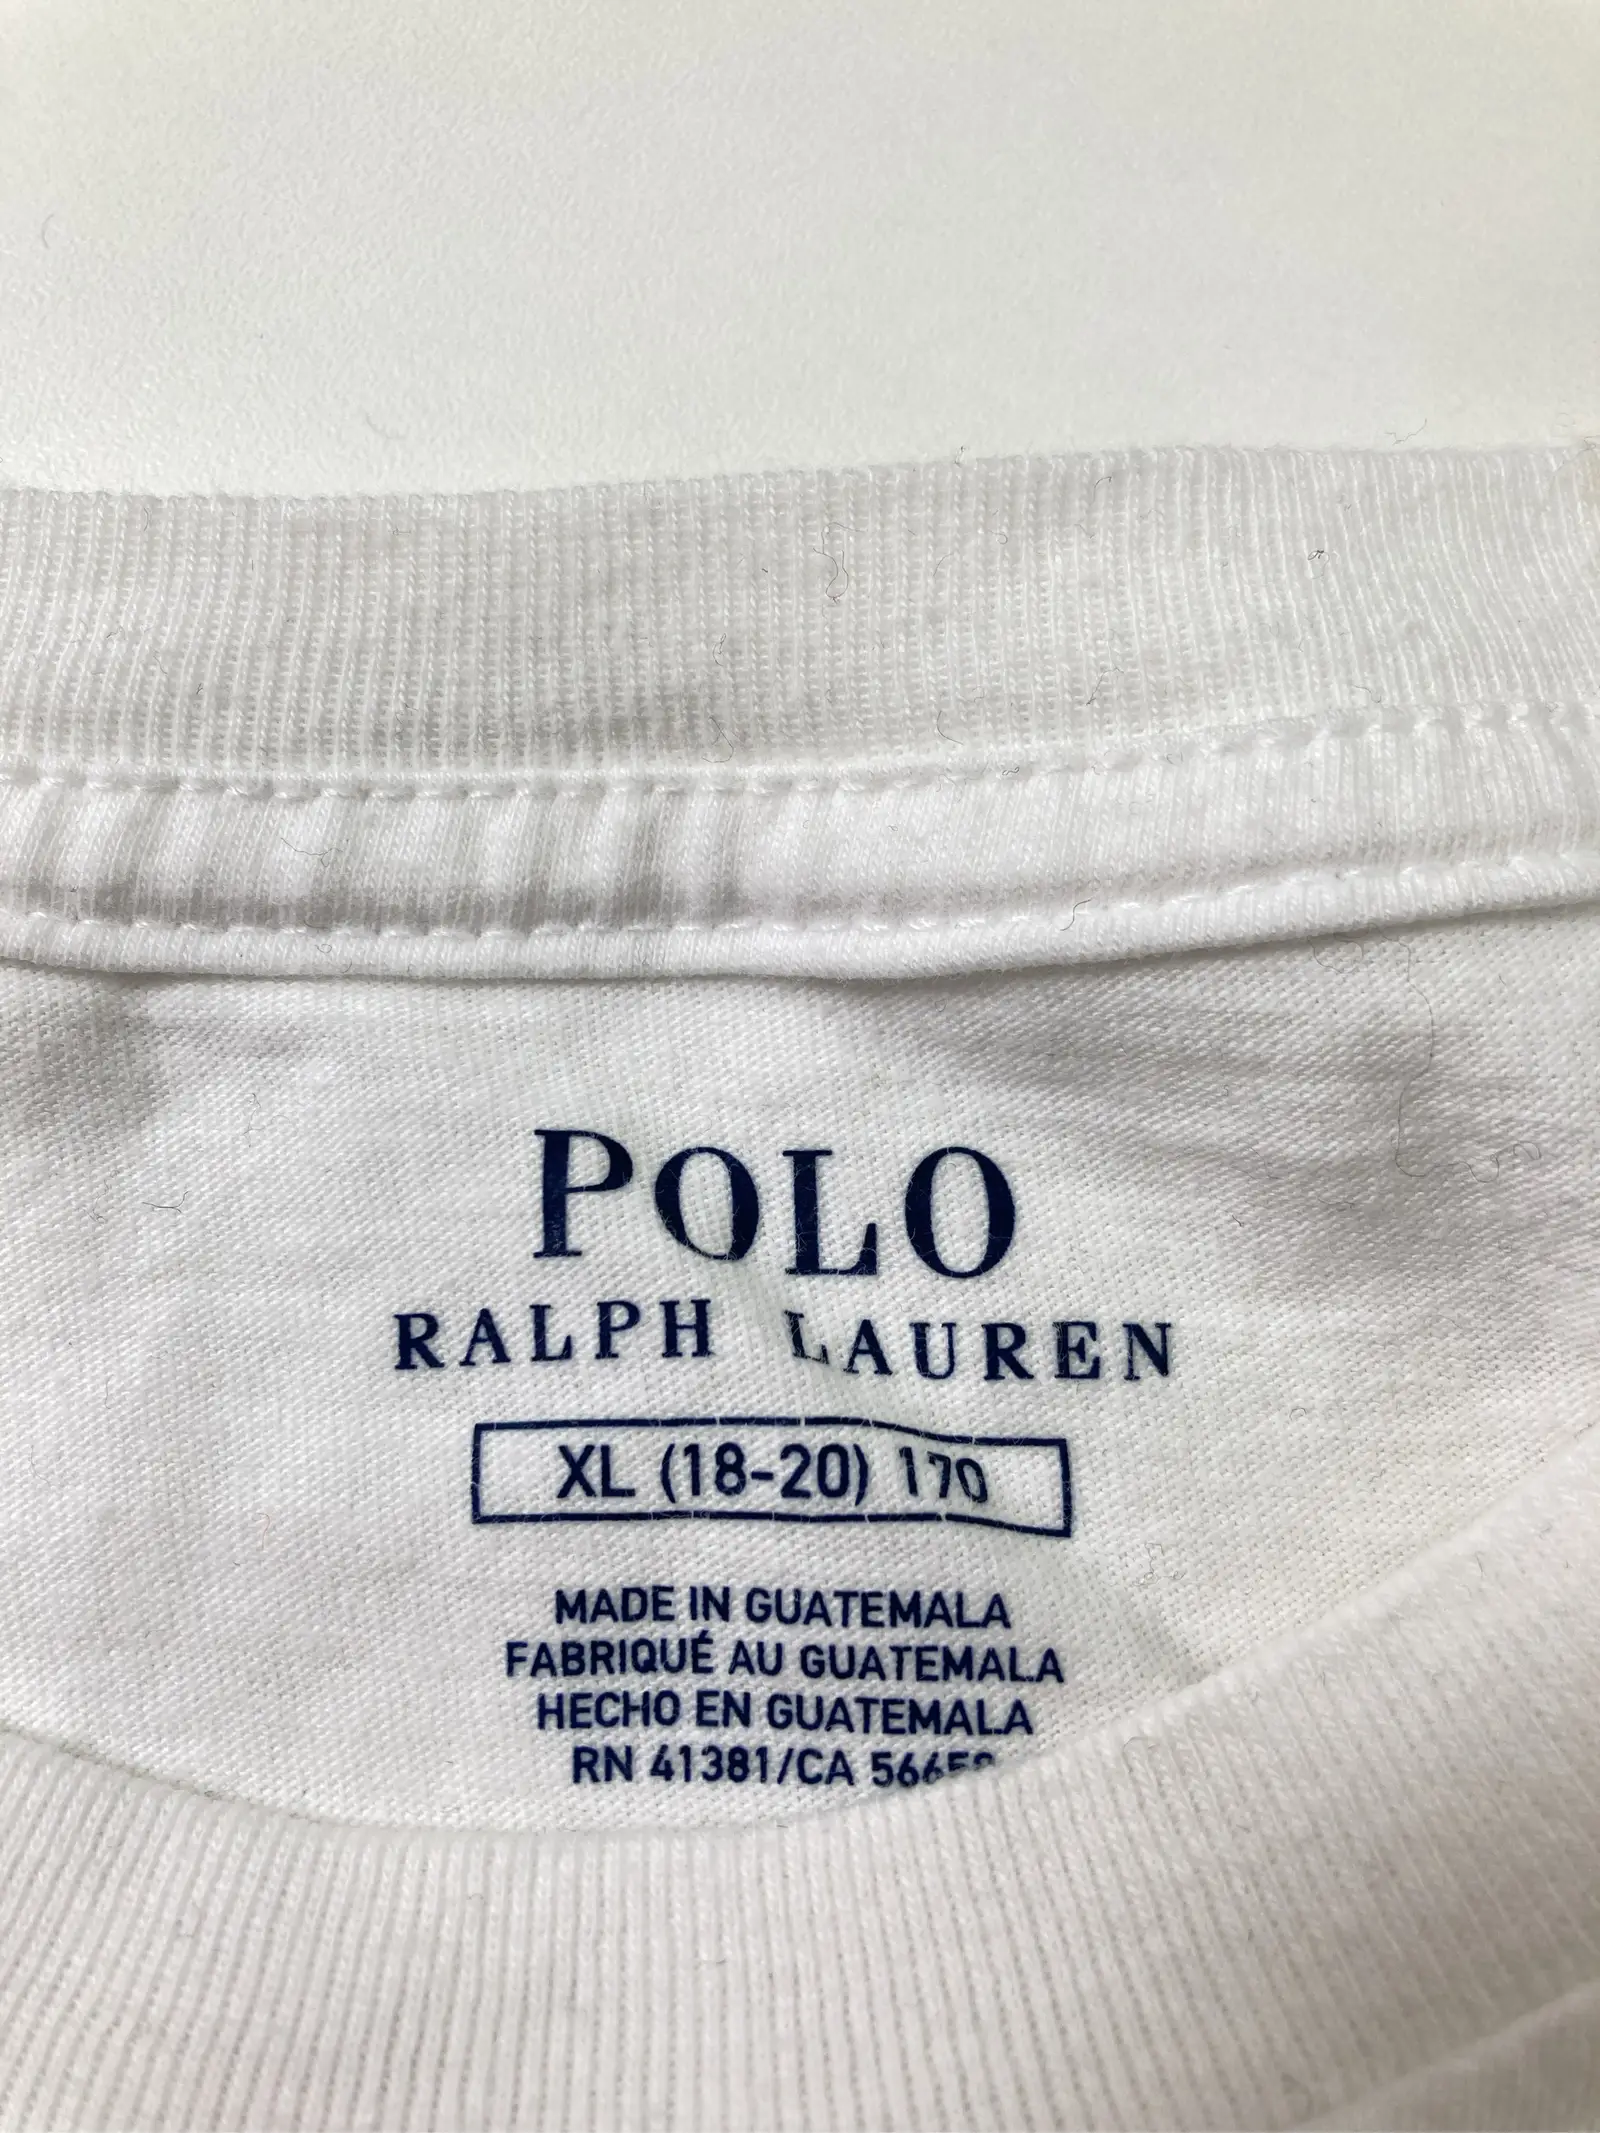 POLO
RALPH LAUREN
XL (18-20) 170
MADE IN GUATEMALA
FABRIQUÉ AU GUATEMALA
HECHO EN GUATEMALA
RN 41381/CA